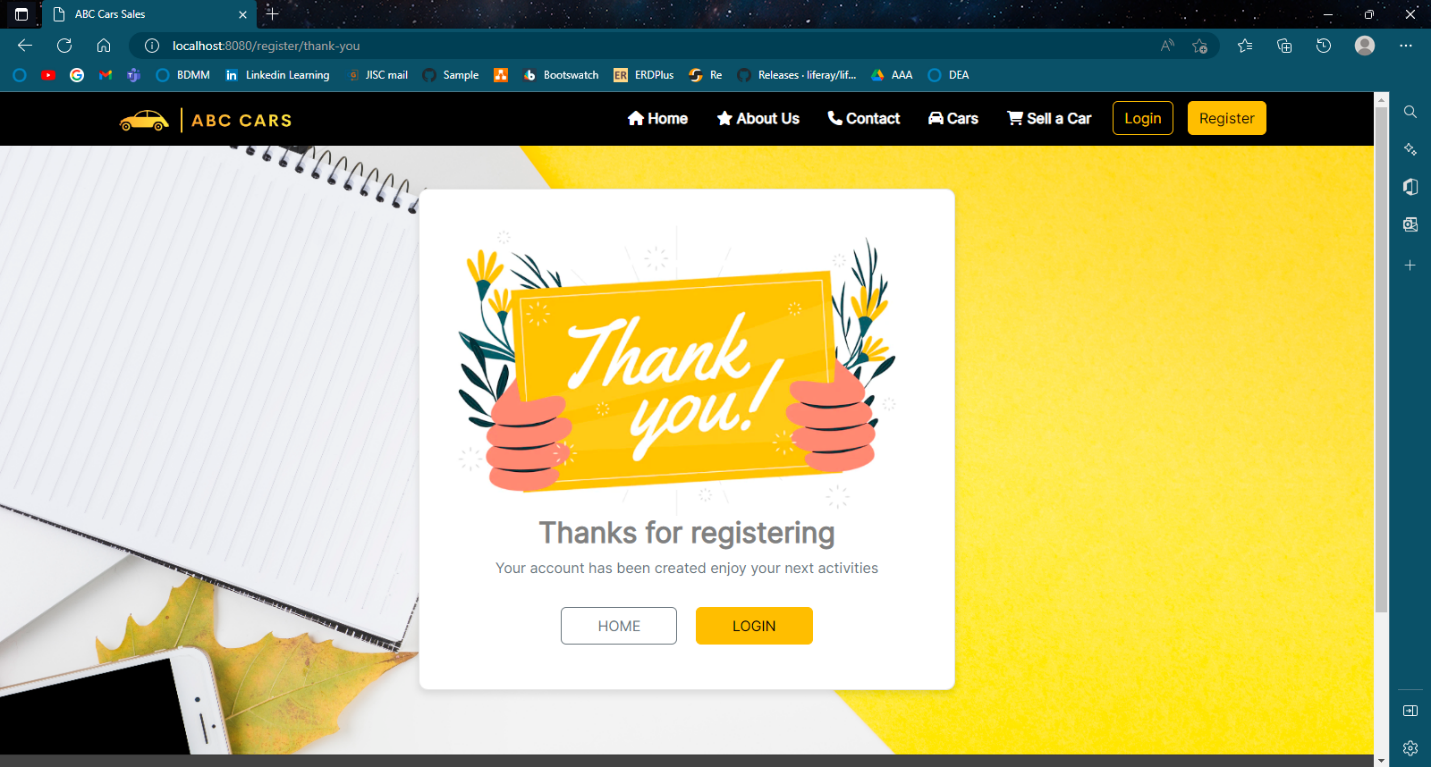 ABC Cars Sales
localhost:8080/register/thank-you
BDMM
Linkedin Learning
JISC mail
Sample
Bootswatch
ER ERDPlus
Re
Releases · liferay/lif...
AAA
DEA
ABC CARS
Home
About Us
Contact
Cars
Sell a Car
Login
Register
Thank
you!
Thanks for registering
Your account has been created enjoy your next activities
HOME
LOGIN